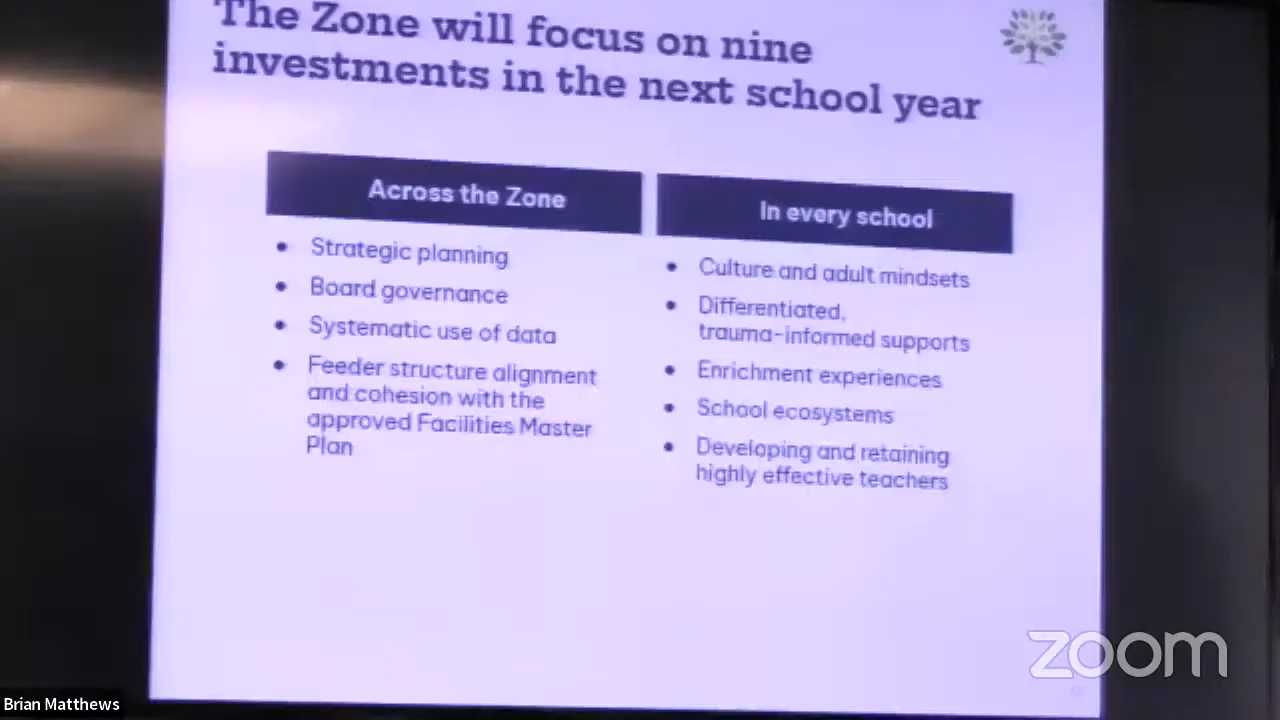 The Zone will focus on nine
investments in the next school year
Across the Zone
• Strategic planning
• Board governance
• Systematic use of data
• Feeder structure alignment
and cohesion with the
approved Facilities Master
Plan
In every school
• Culture and adult mindsets
• Differentiated,
trauma-informed supports
• Enrichment experiences
• School ecosystems
• Developing and retaining
highly effective teachers
zoom
Brian Matthews